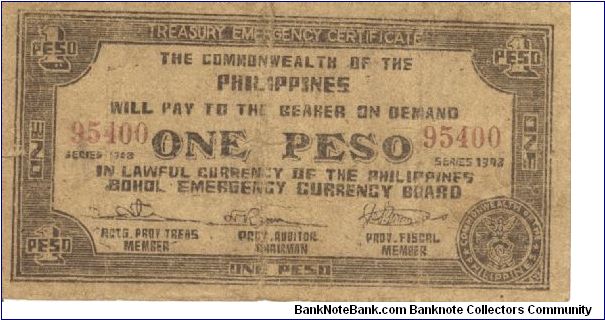 TREASURY EMERGENCY CERTIFICATE
1 PESO
1 PESO
THE COMMONWEALTH OF THE
PHILIPPINES
WILL PAY TO THE BEARER ON DEMAND
95400 ONE PESO 95400
ONE
ONE
SERIES 1943 SERIES 1943
IN LAWFUL CURRENCY OF THE PHILIPPINES
BOHOL EMERGENCY CURRENCY BOARD
ACTG. PROV. TREAS PROV. AUDITOR PROV. FISCAL
MEMBER CHAIRMAN MEMBER
1 PESO
COMMONWEALTH OF THE PHILIPPINES
ONE PESO
BankNoteBank.com Banknote Collectors Community